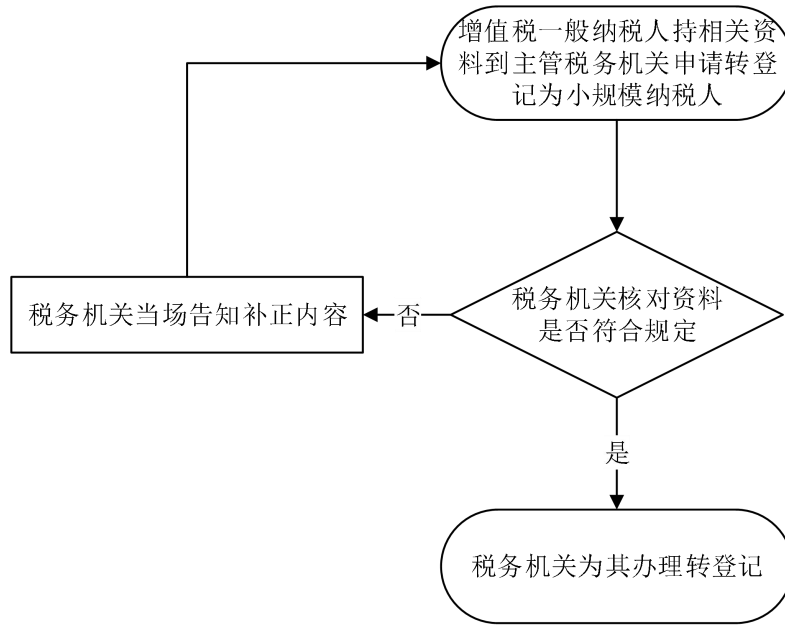 增值税一般纳税人持相关资
料到主管税务机关申请转登
记为小规模纳税人
税务机关核对资料
是否符合规定
否
税务机关当场告知补正内容
是
税务机关为其办理转登记